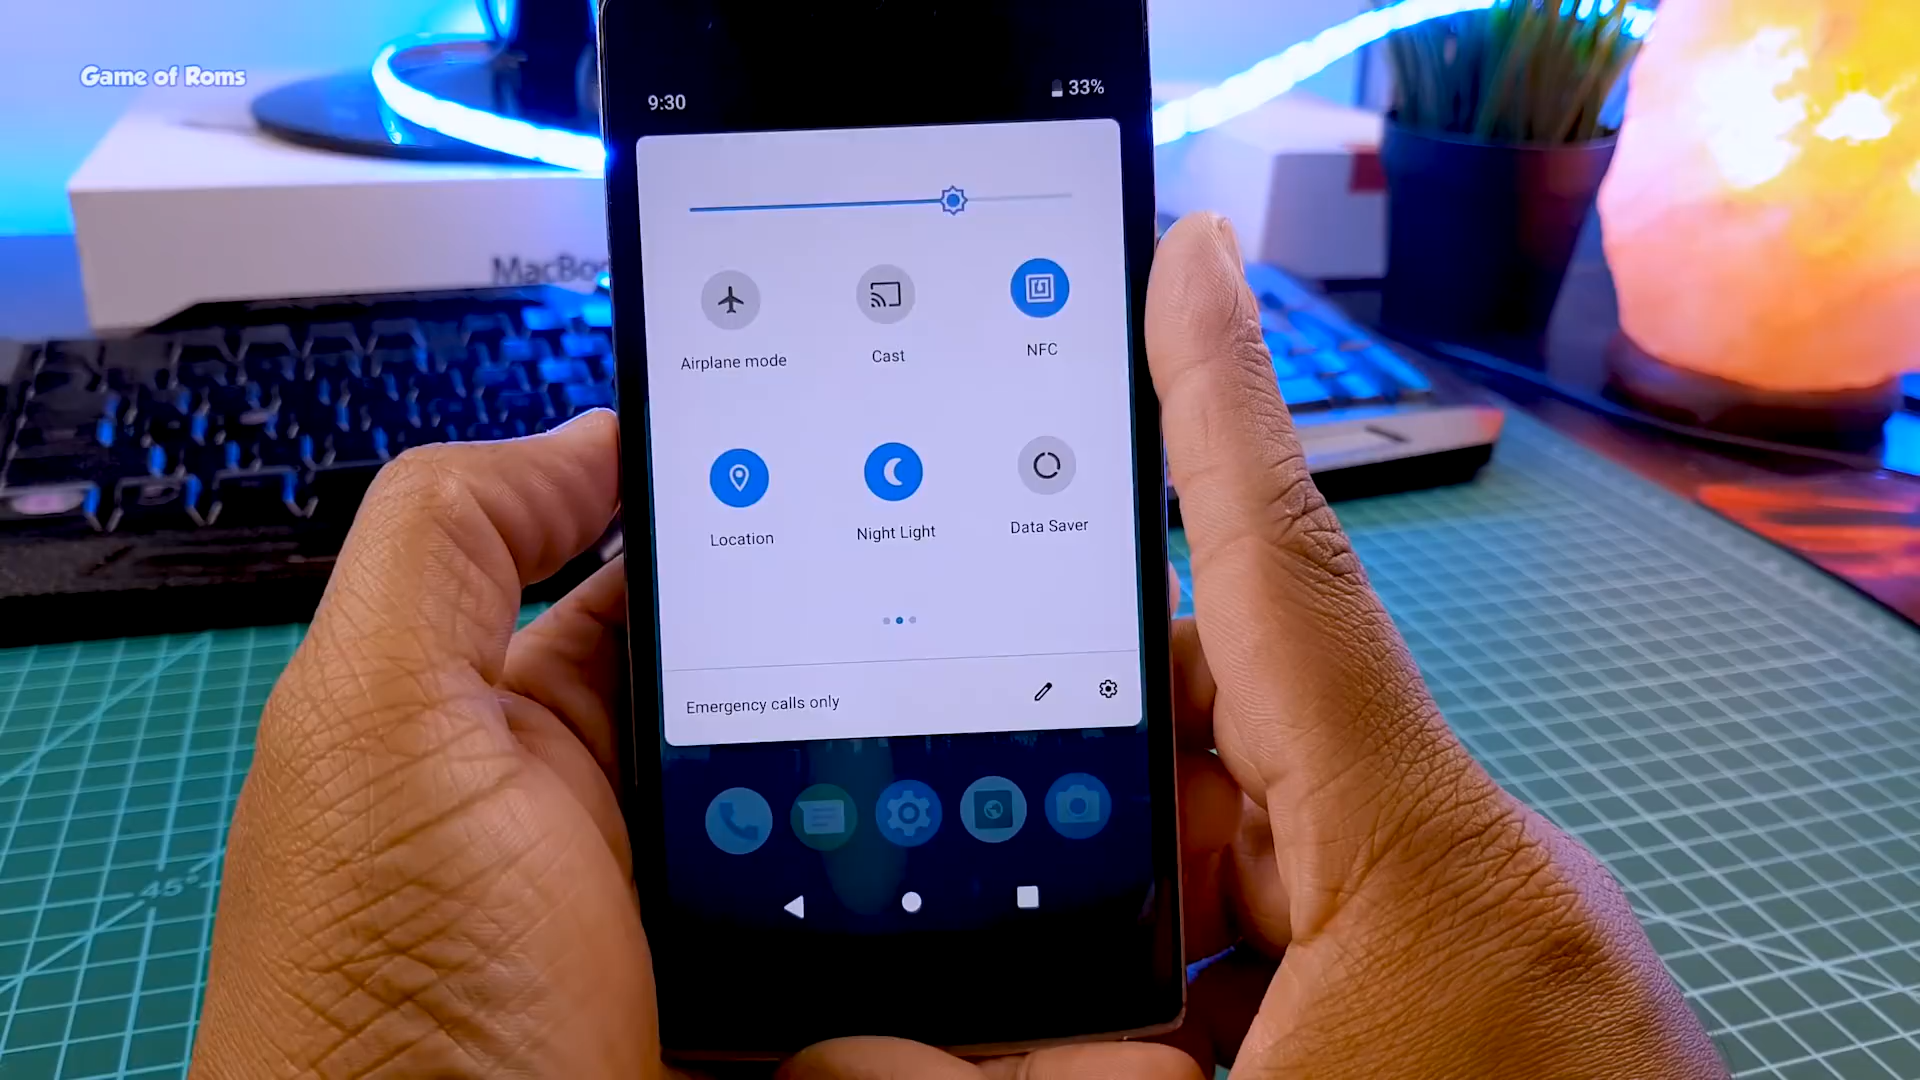 Game of Roms
9:30
33%
MacBo
Airplane mode
Cast
NFC
Location
Night Light
Data Saver
Emergency calls only
45°